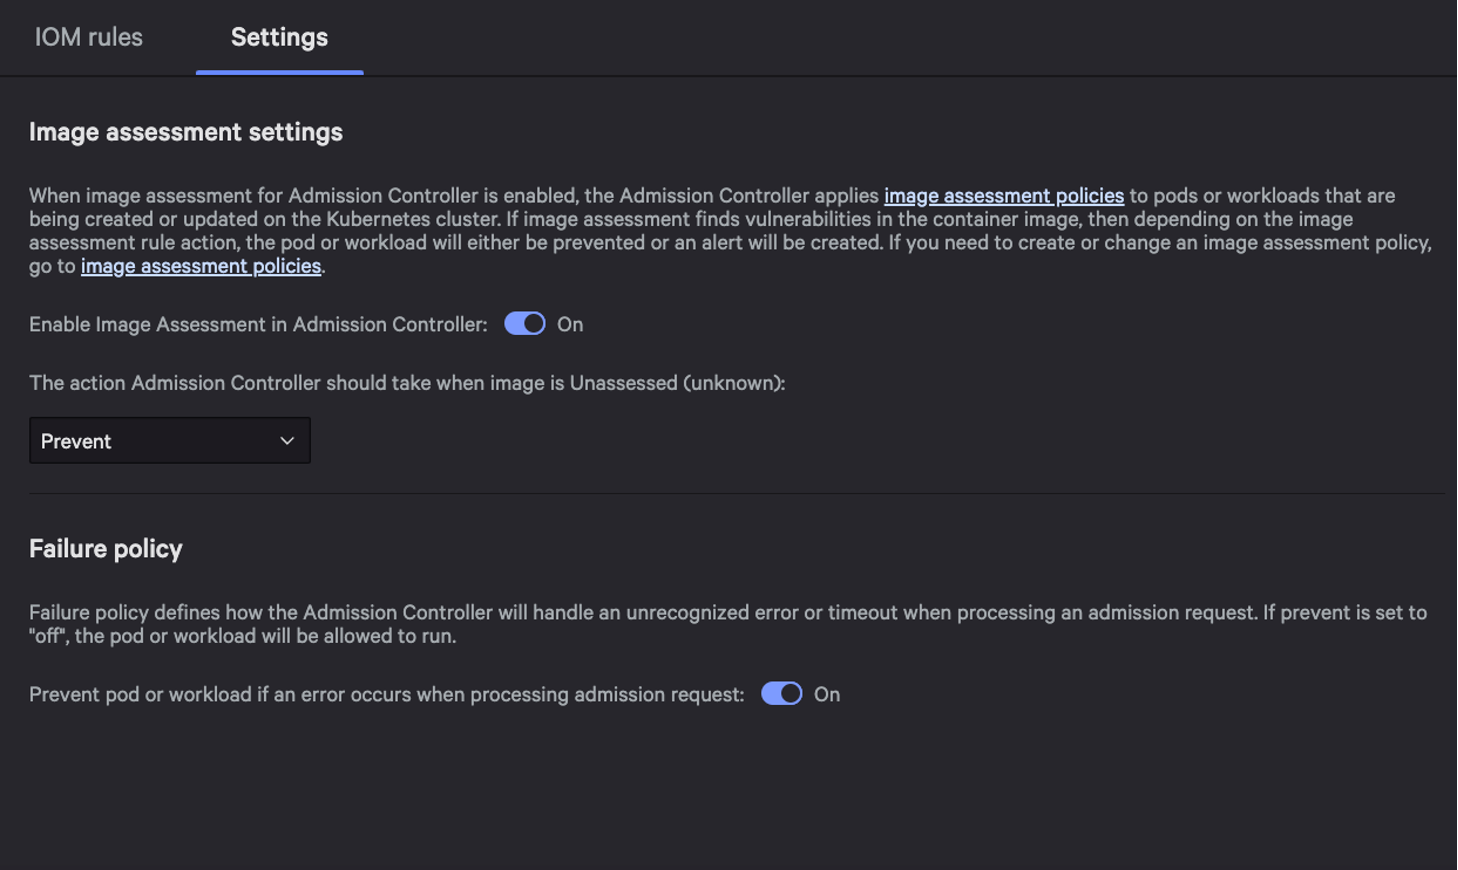 IOM rules
Settings
Image assessment settings
When image assessment for Admission Controller is enabled, the Admission Controller applies image assessment policies to pods or workloads that are
being created or updated on the Kubernetes cluster. If image assessment finds vulnerabilities in the container image, then depending on the image
assessment rule action, the pod or workload will either be prevented or an alert will be created. If you need to create or change an image assessment policy,
go to image assessment policies.
Enable Image Assessment in Admission Controller: On
The action Admission Controller should take when image is Unassessed (unknown):
Prevent
Failure policy
Failure policy defines how the Admission Controller will handle an unrecognized error or timeout when processing an admission request. If prevent is set to
"off", the pod or workload will be allowed to run.
Prevent pod or workload if an error occurs when processing admission request: On